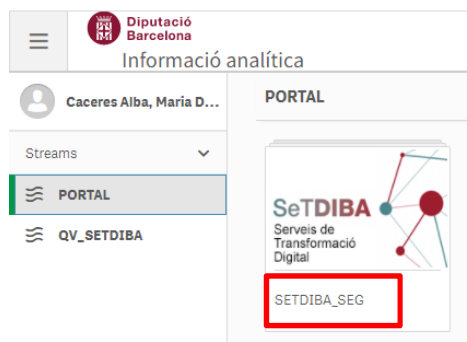 Diputació
Barcelona
Informació analítica
Caceres Alba, Maria D...
PORTAL
Streams
PORTAL
QV_SETDIBA
SeTDIBA
Serveis de
Transformació
Digital
SETDIBA_SEG